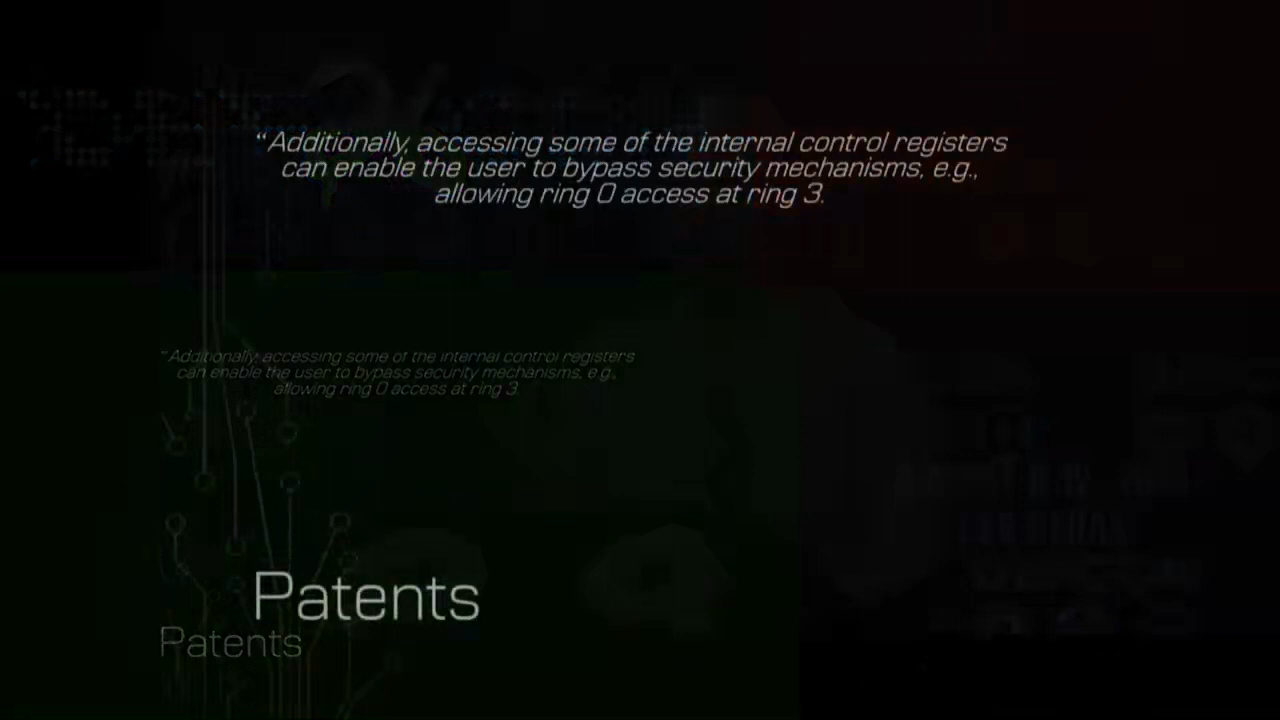 “Additionally, accessing some of the internal control registers
can enable the user to bypass security mechanisms, e.g.,
allowing ring 0 access at ring 3.
“Additionally, accessing some of the internal control registers
can enable the user to bypass security mechanisms, e.g.,
allowing ring 0 access at ring 3.
Patents
Patents